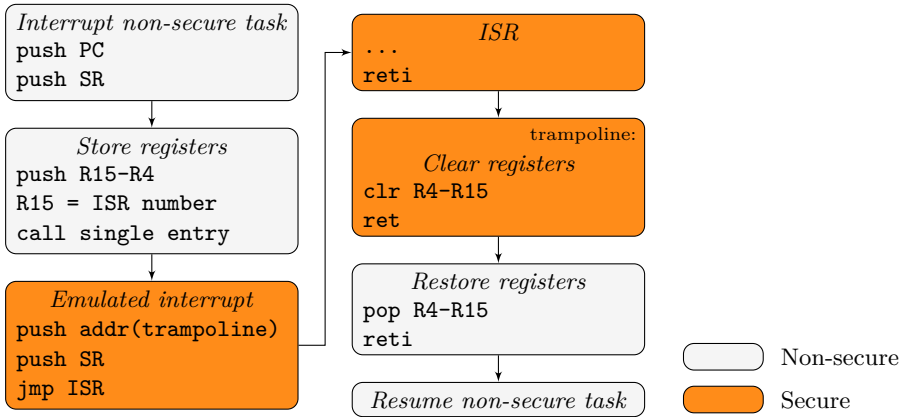 Interrupt non-secure task
push PC
push SR
Store registers
push R15-R4
R15 = ISR number
call single entry
Emulated interrupt
push addr(trampoline)
push SR
jmp ISR
ISR
...
reti
trampoline:
Clear registers
clr R4-R15
ret
Restore registers
pop R4-R15
reti
Resume non-secure task
Non-secure
Secure